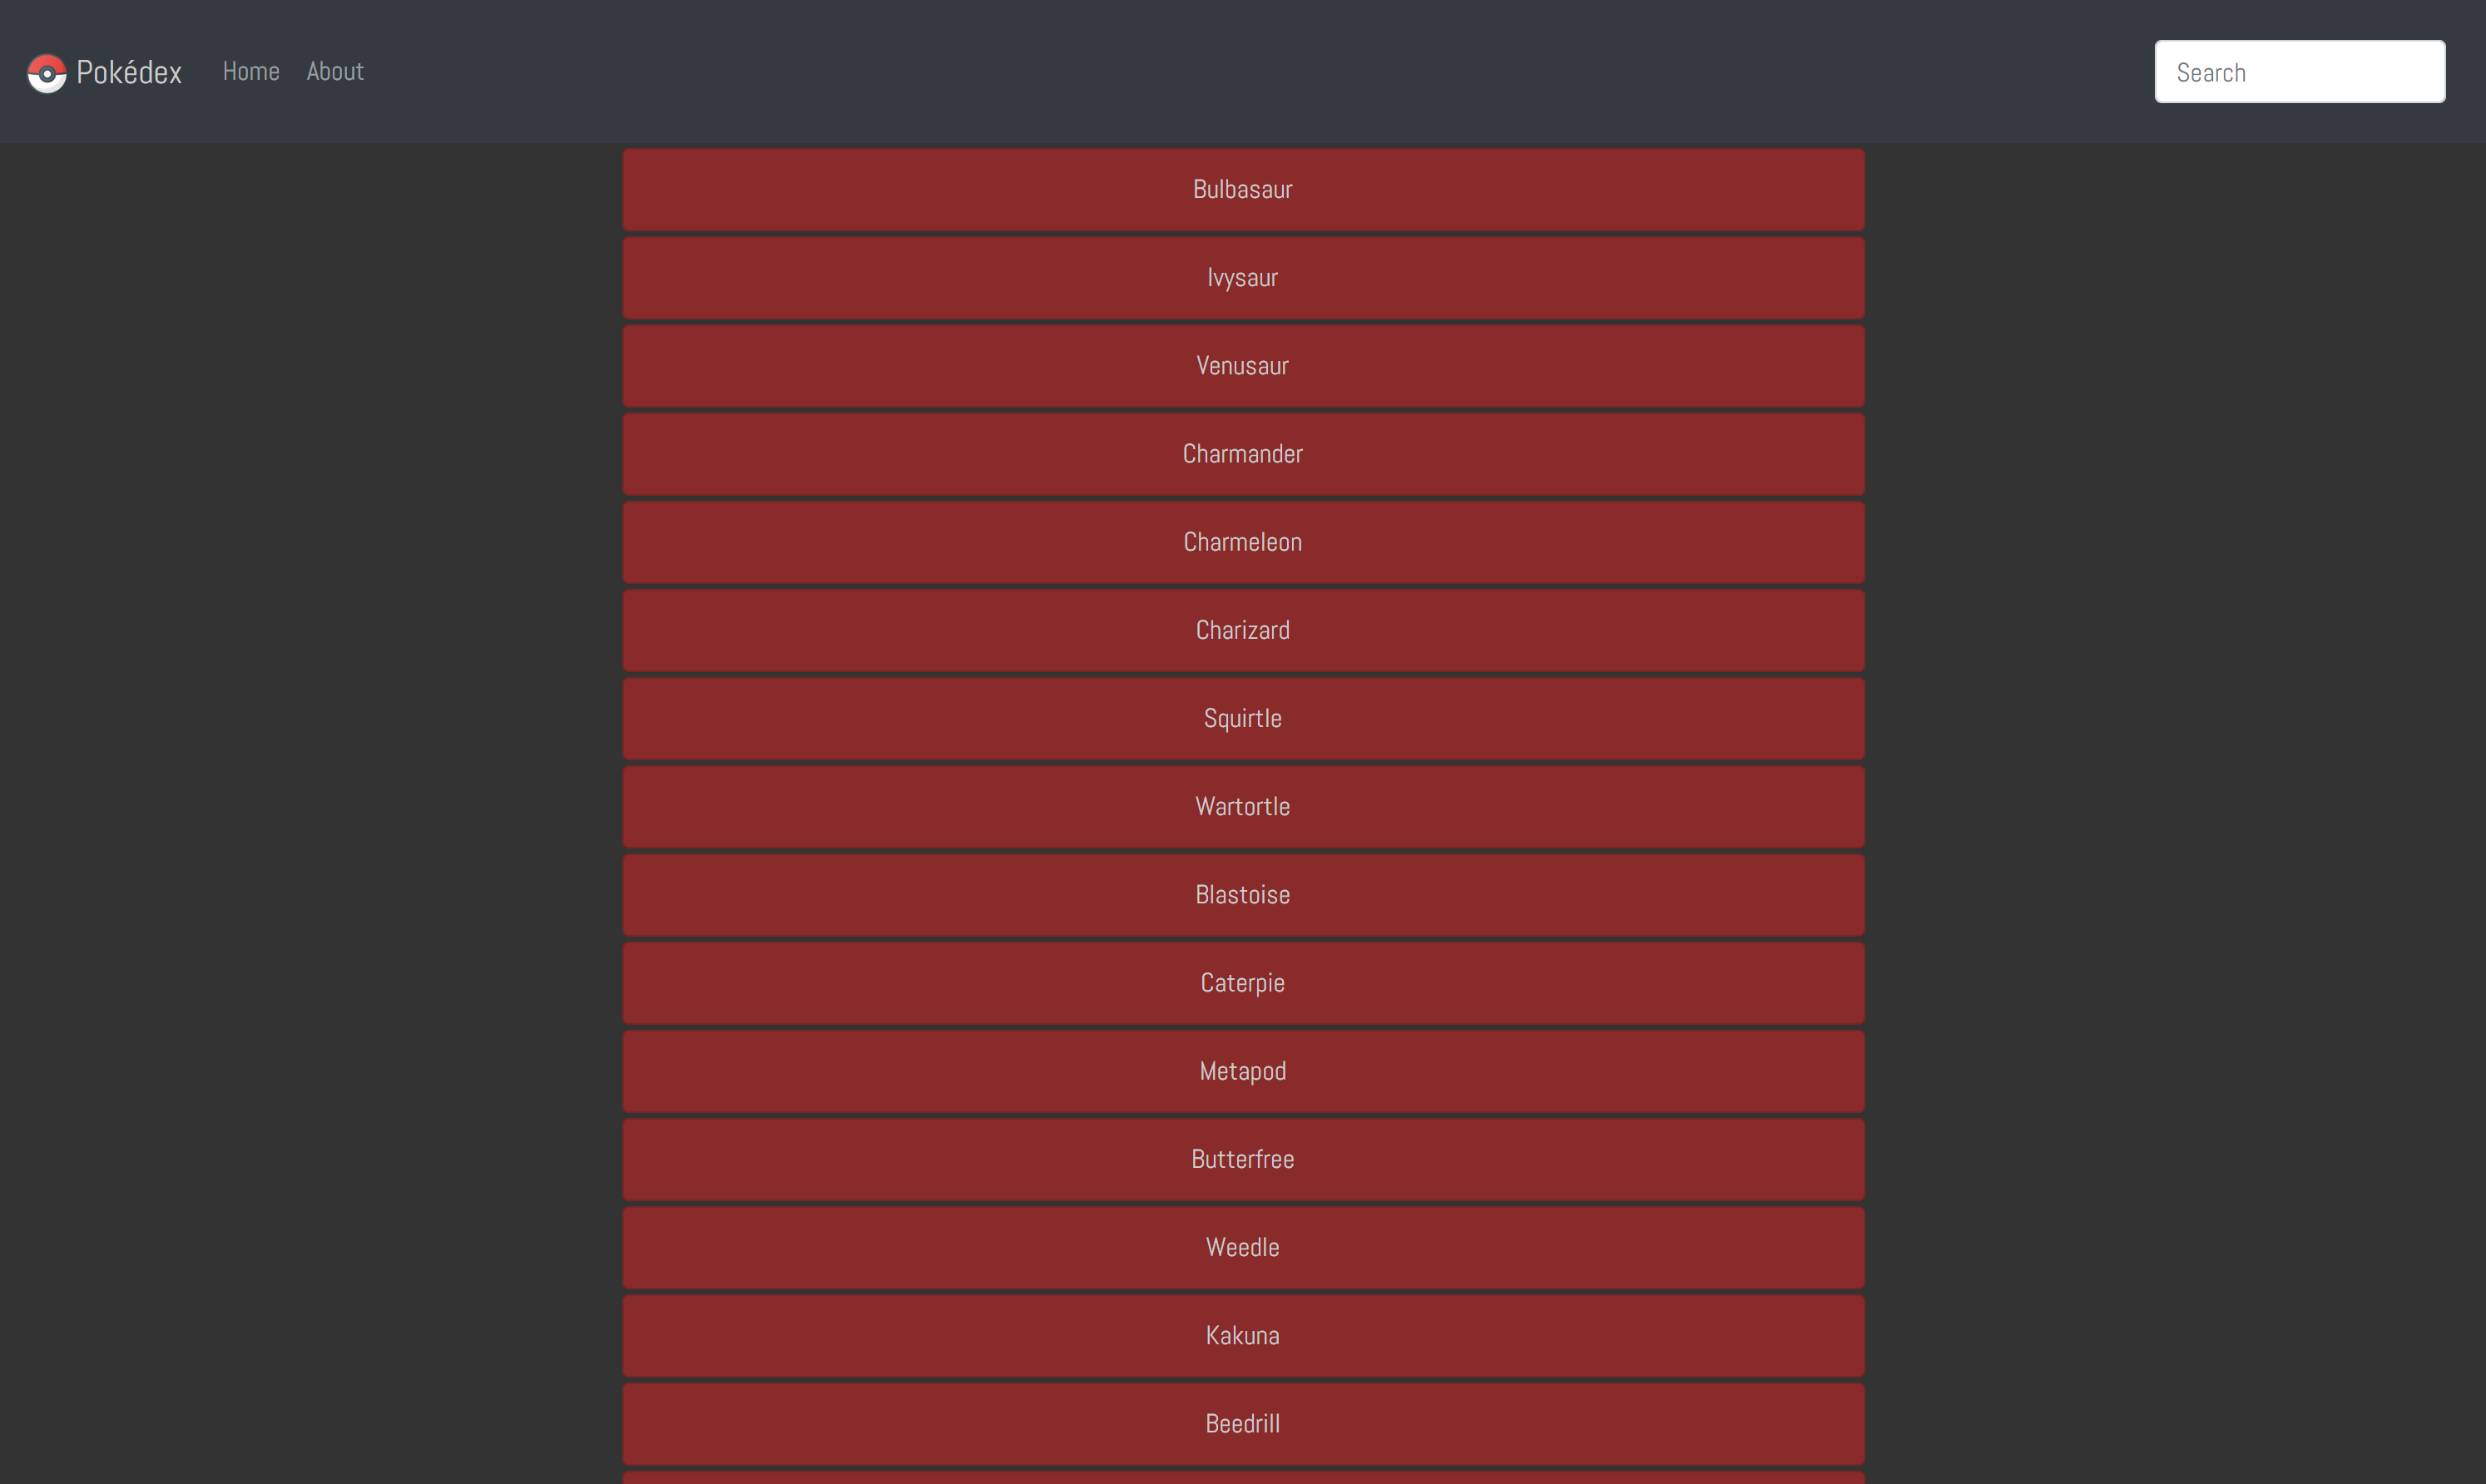 Pokédex Home About Search
Bulbasaur
Ivysaur
Venusaur
Charmander
Charmeleon
Charizard
Squirtle
Wartortle
Blastoise
Caterpie
Metapod
Butterfree
Weedle
Kakuna
Beedrill